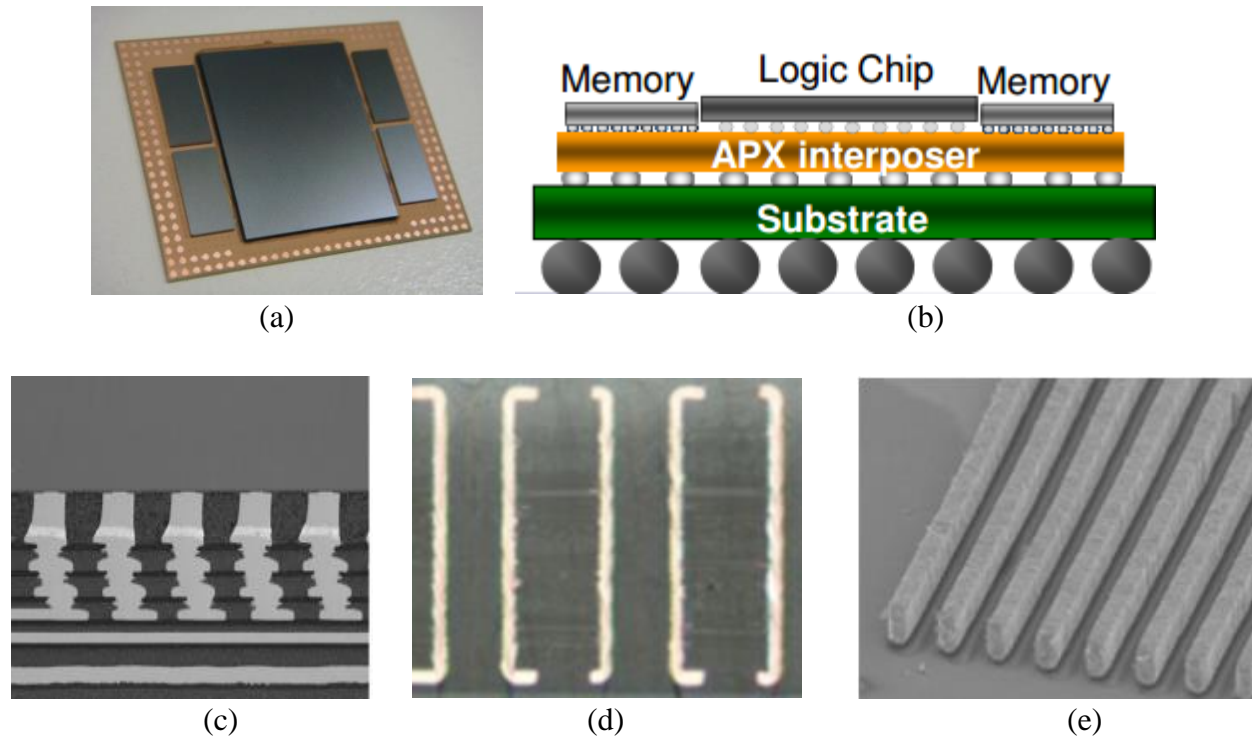 Logic Chip
Memory
Memory
APX interposer
Substrate
(a)
(b)
(c)
(d)
(e)